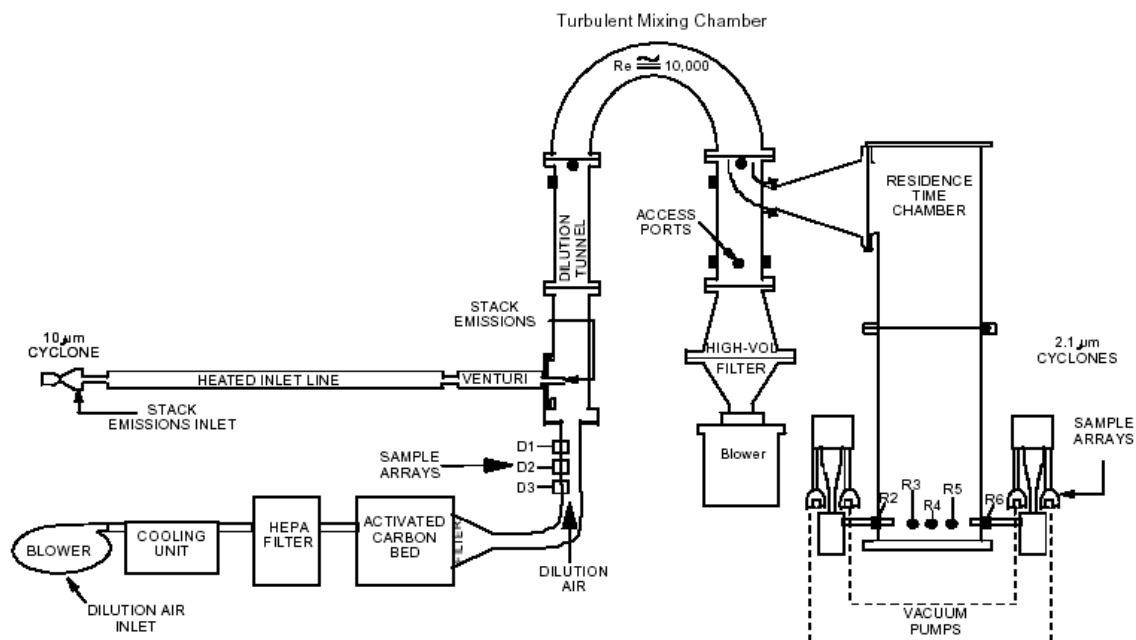 Turbulent Mixing Chamber
Re ≅ 10,000
RESIDENCE
TIME
CHAMBER
ACCESS
PORTS
DILUTION
TUNNEL
STACK
EMISSIONS
10 µm
CYCLONE
HEATED INLET LINE
VENTURI
STACK
EMISSIONS INLET
HIGH-VOL
FILTER
2.1 µm
CYCLONES
Blower
SAMPLE
ARRAYS
D1
D2
D3
SAMPLE
ARRAYS
R2
R3
R4
R5
R6
BLOWER
COOLING
UNIT
HEPA
FILTER
ACTIVATED
CARBON
BED
FILTER
DILUTION
AIR
DILUTION AIR
INLET
VACUUM
PUMPS